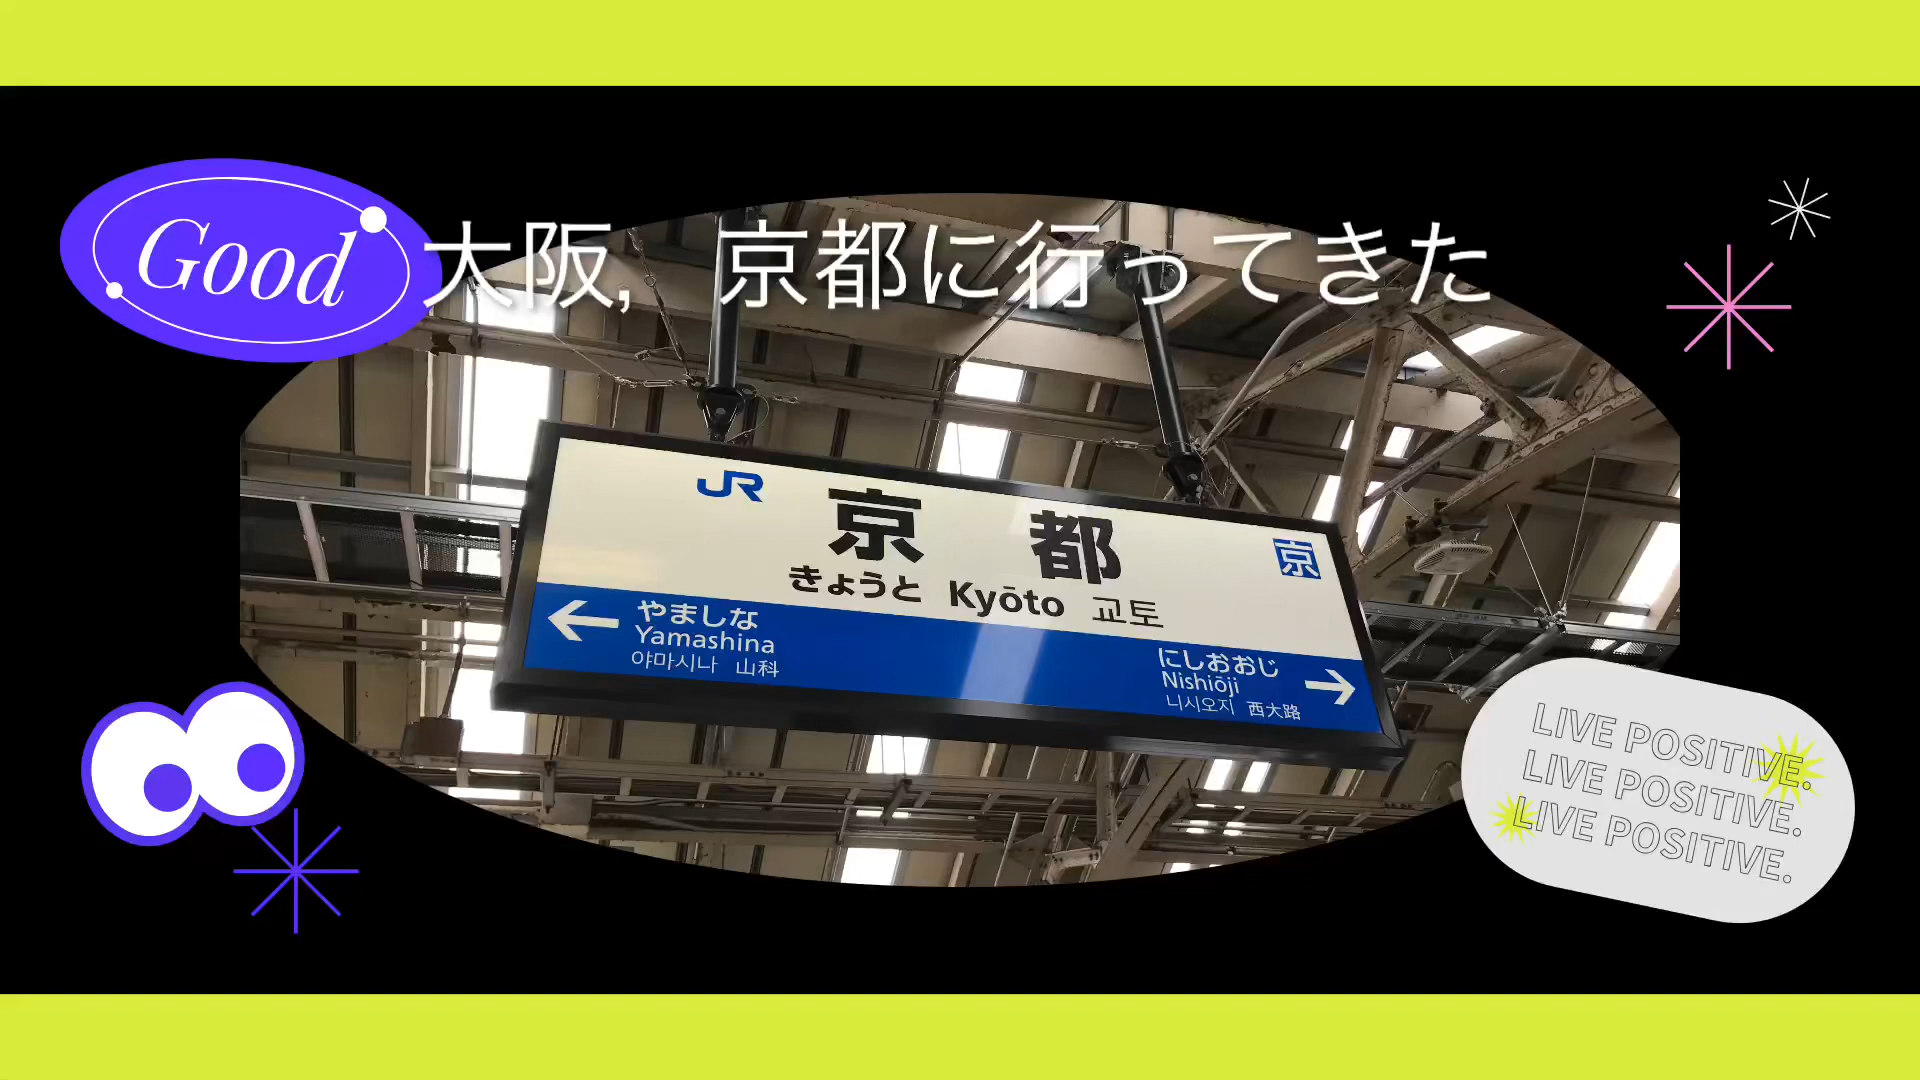 Good
大阪, 京都に行ってきた
JR
京都
京
きょうと Kyōto 교토
やましな
Yamashina
야마시나 山科
にしおおじ
Nishiōji
니시오지 西大路
LIVE POSITIVE.
LIVE POSITIVE.
LIVE POSITIVE.